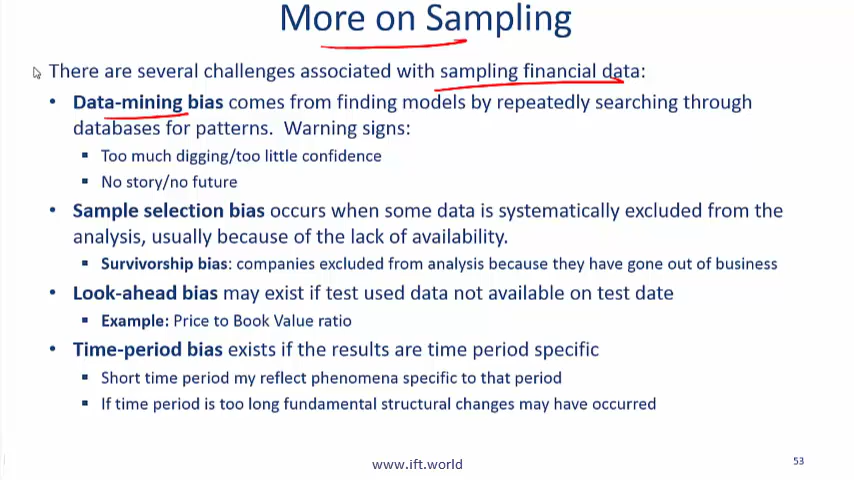 More on Sampling
There are several challenges associated with sampling financial data:
• Data-mining bias comes from finding models by repeatedly searching through
databases for patterns. Warning signs:
▪ Too much digging/too little confidence
▪ No story/no future
• Sample selection bias occurs when some data is systematically excluded from the
analysis, usually because of the lack of availability.
▪ Survivorship bias: companies excluded from analysis because they have gone out of business
• Look-ahead bias may exist if test used data not available on test date
▪ Example: Price to Book Value ratio
• Time-period bias exists if the results are time period specific
▪ Short time period my reflect phenomena specific to that period
▪ If time period is too long fundamental structural changes may have occurred
www.ift.world
53